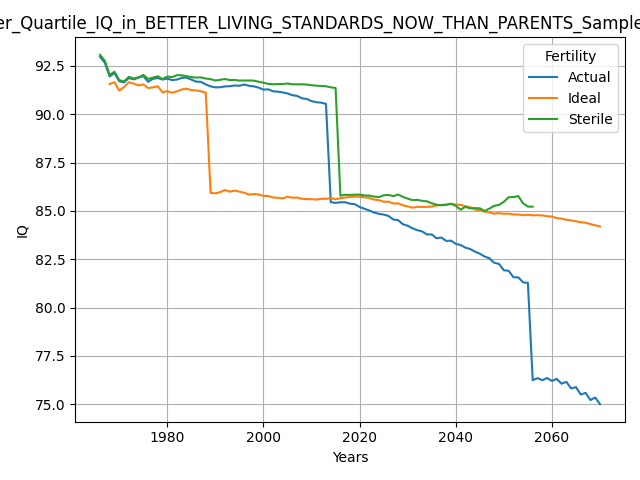 er_Quartile_IQ_in_BETTER_LIVING_STANDARDS_NOW_THAN_PARENTS_Sample
Fertility
Actual
Ideal
Sterile
IQ
92.5
90.0
87.5
85.0
82.5
80.0
77.5
75.0
1980 2000 2020 2040 2060
Years